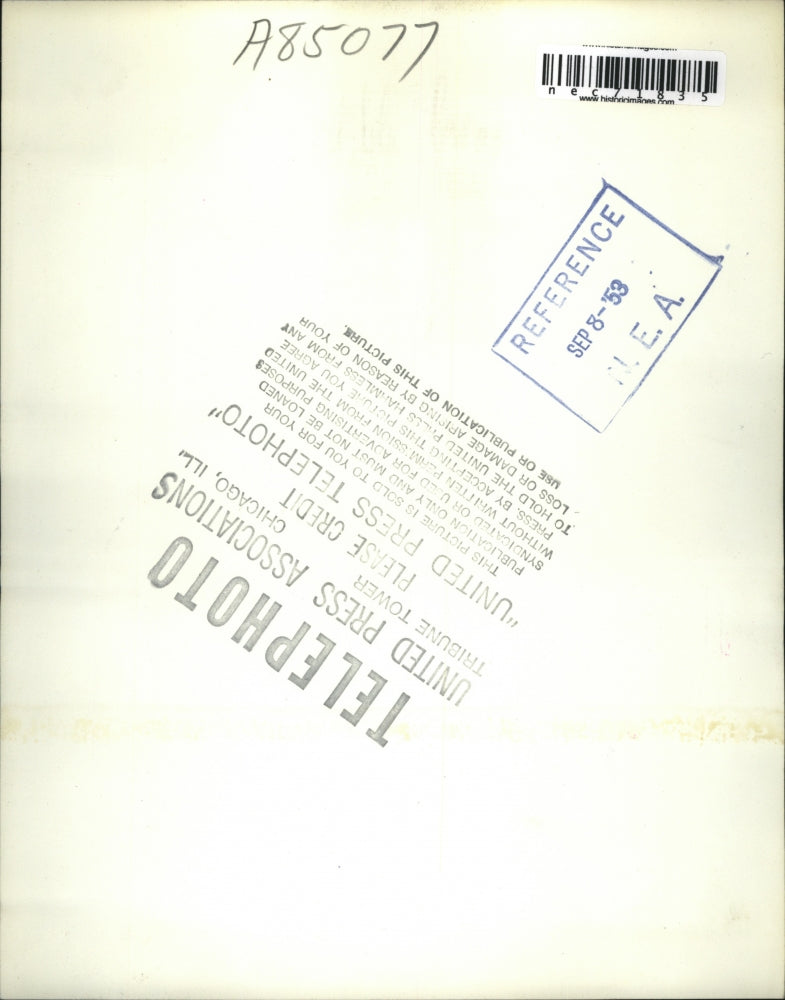 A85077
www.historicimages.com
nec71835
www.historicimages.com
REFERENCE
SEP 8-'53
N. E. A.
TELEPHOTO
UNITED PRESS ASSOCIATIONS
TRIBUNE TOWER CHICAGO, ILL.
PLEASE CREDIT
"UNITED PRESS TELEPHOTO"
THIS PICTURE IS SOLD TO YOU FOR YOUR
PUBLICATION ONLY AND MUST NOT BE LOANED
SYNDICATED OR USED FOR ADVERTISING PURPOSES
WITHOUT WRITTEN PERMISSION FROM THE UNITED
PRESS. BY ACCEPTING THIS PICTURE YOU AGREE
TO HOLD THE UNITED PRESS HARMLESS FROM ANY
LOSS OR DAMAGE ARISING BY REASON OF YOUR
USE OR PUBLICATION OF THIS PICTURE.